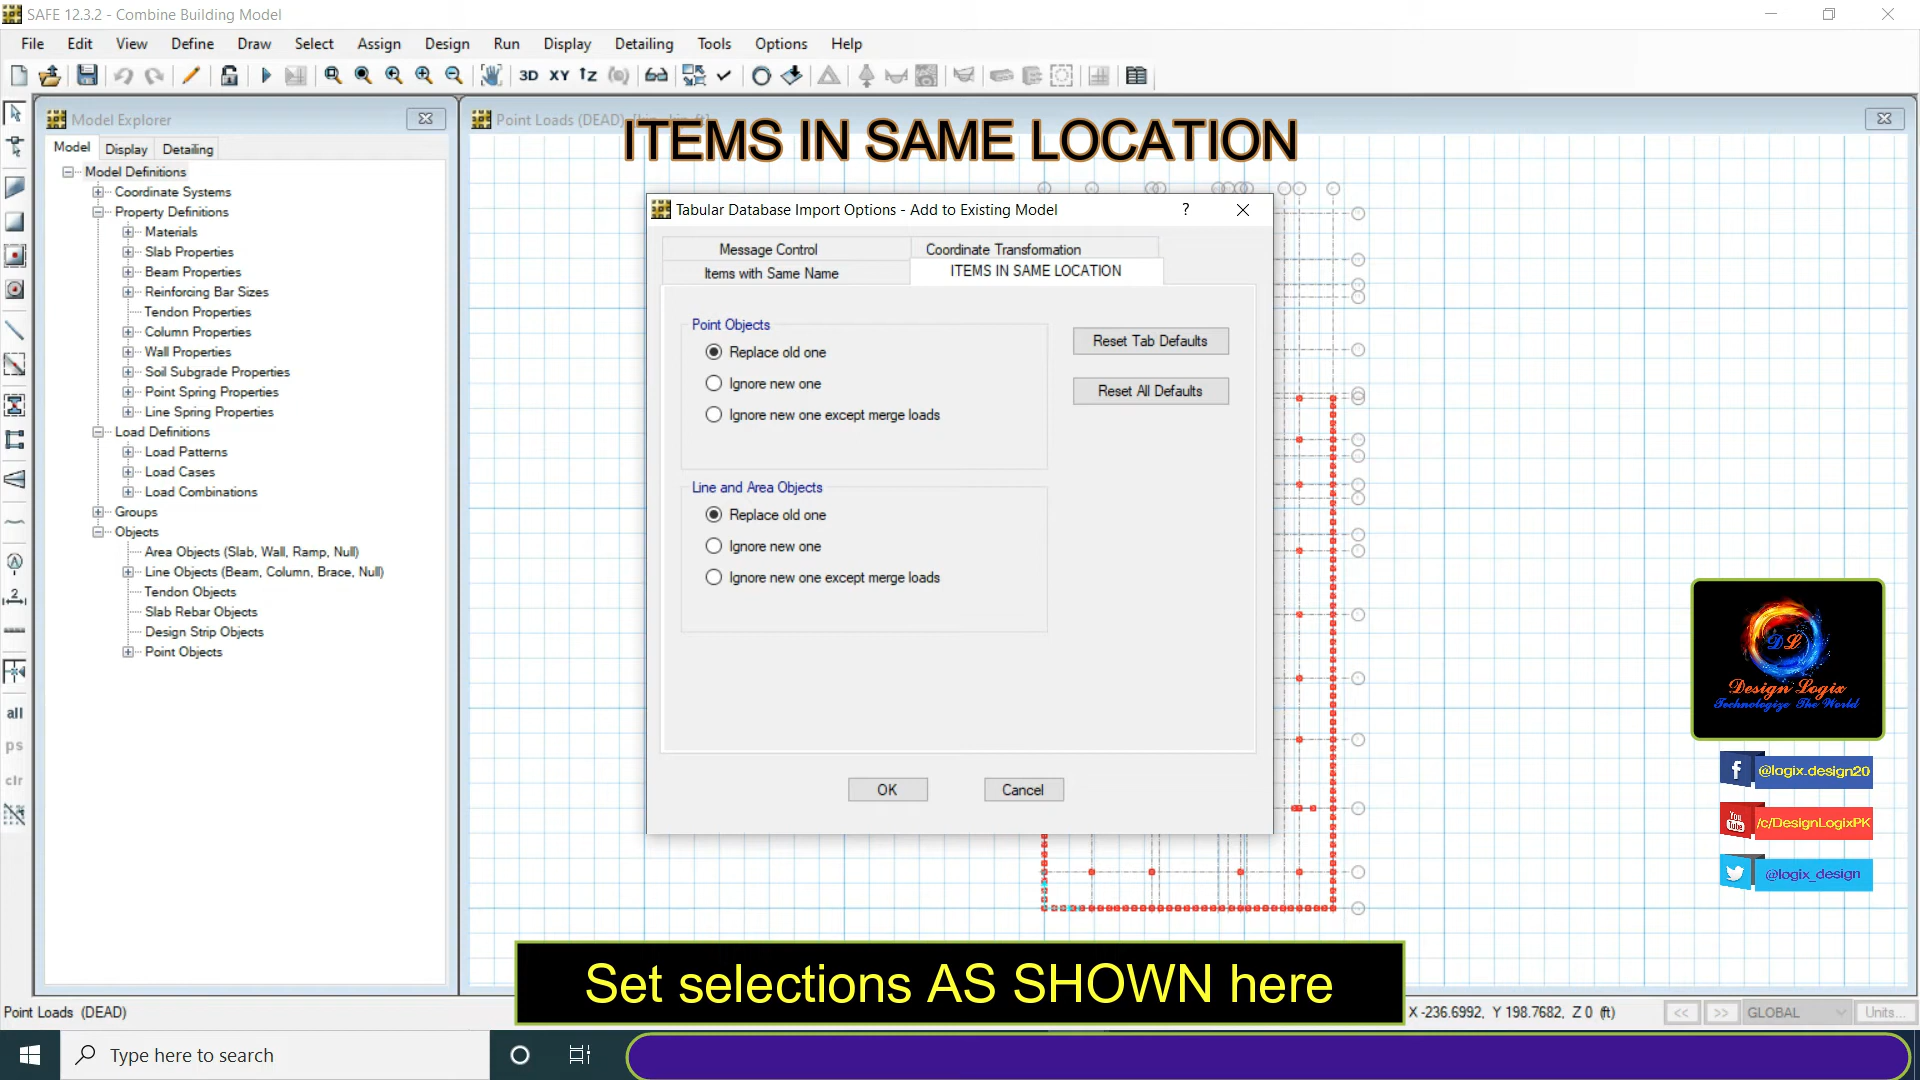 SAFE 12.3.2 - Combine Building Model
File Edit View Define Draw Select Assign Design Run Display Detailing Tools Options Help
3D XY
Model Explorer
Model Display Detailing
Model Definitions
Coordinate Systems
Property Definitions
Materials
Slab Properties
Beam Properties
Reinforcing Bar Sizes
Tendon Properties
Column Properties
Wall Properties
Soil Subgrade Properties
Point Spring Properties
Line Spring Properties
Load Definitions
Load Patterns
Load Cases
Load Combinations
Groups
Objects
Area Objects (Slab, Wall, Ramp, Null)
Line Objects (Beam, Column, Brace, Null)
Tendon Objects
Slab Rebar Objects
Design Strip Objects
Point Objects
all
ps
clr
Point Loads (DEAD)
ITEMS IN SAME LOCATION
Tabular Database Import Options - Add to Existing Model
Message Control
Coordinate Transformation
Items with Same Name
ITEMS IN SAME LOCATION
Point Objects
Replace old one
Ignore new one
Ignore new one except merge loads
Reset Tab Defaults
Reset All Defaults
Line and Area Objects
Replace old one
Ignore new one
Ignore new one except merge loads
OK
Cancel
DL
Design Logix
Technologize The World
@logix.design20
You Tube
/c/DesignLogixPK
@logix_design
Set selections AS SHOWN here
Point Loads (DEAD)
X -236.6992, Y 198.7682, Z 0 (ft)
<< >> GLOBAL Units...
Type here to search